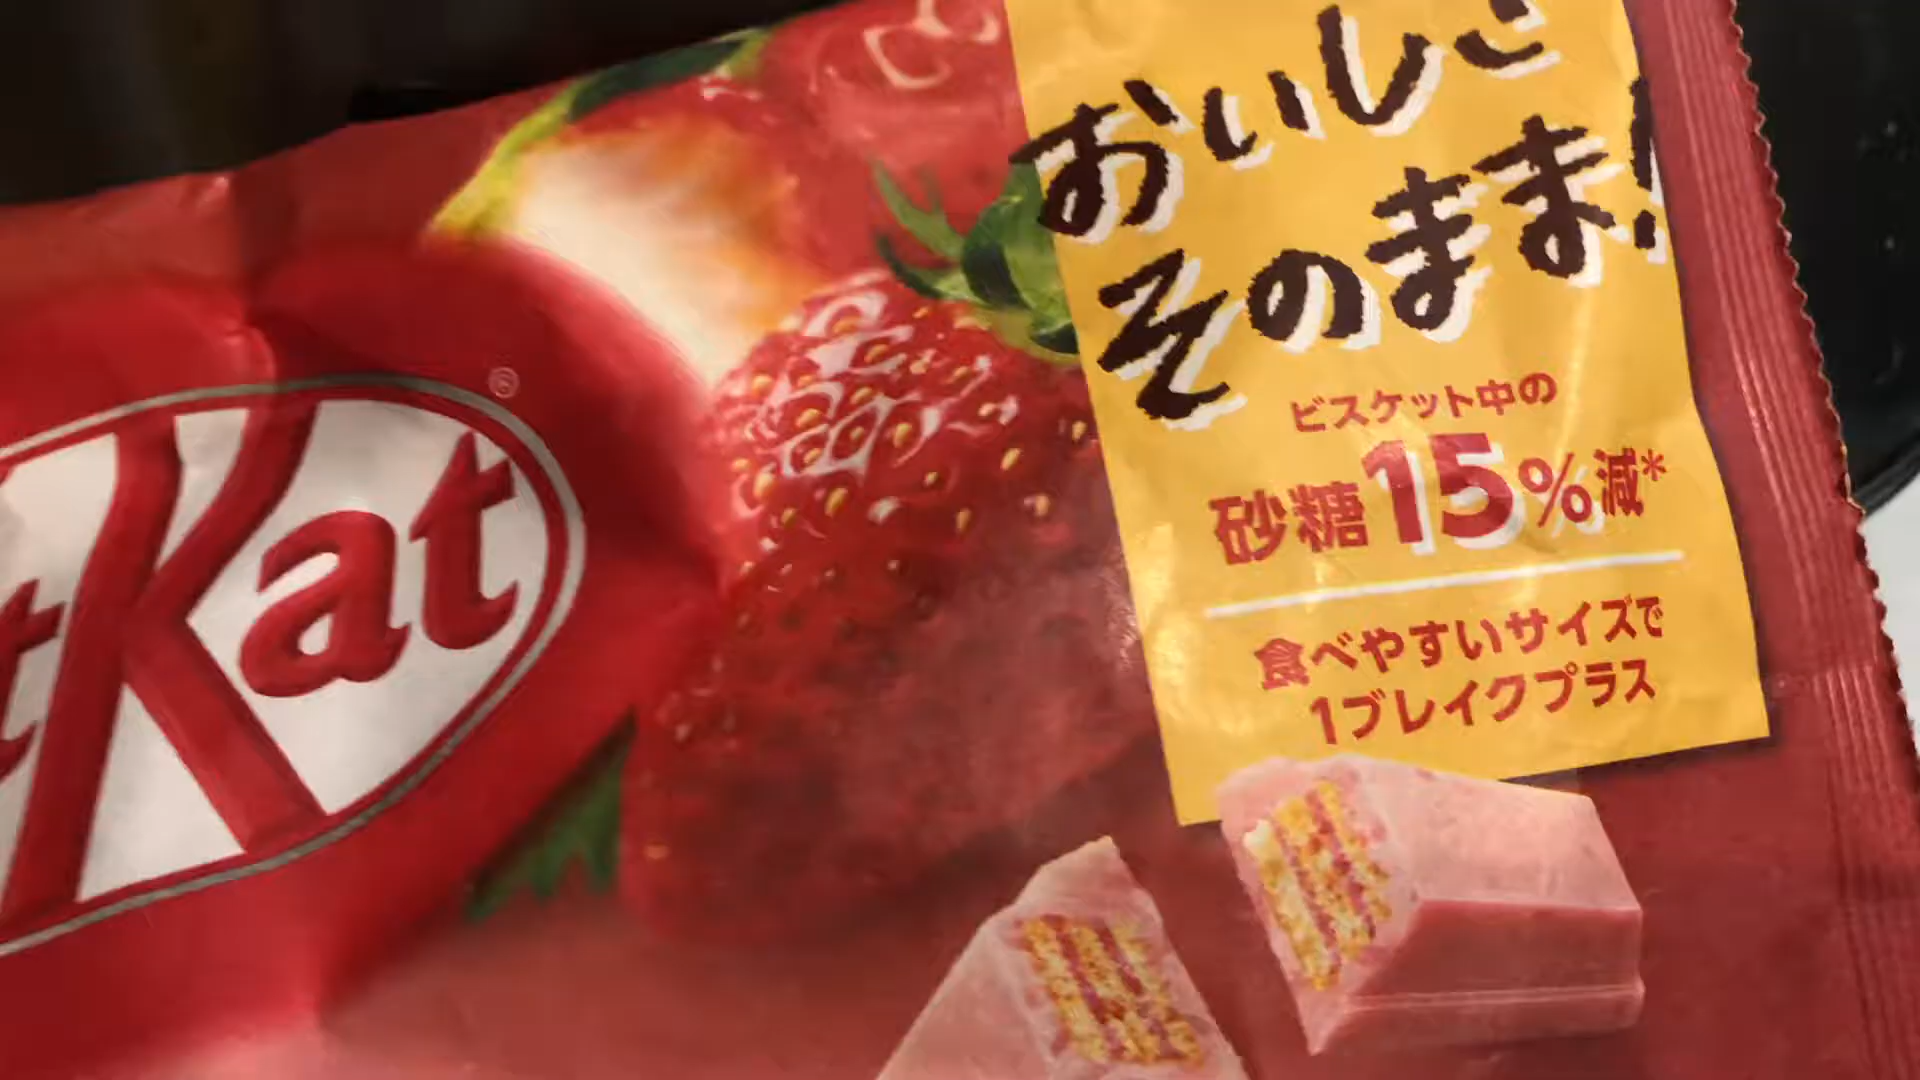 KitKat
®
おいしさ
そのまま!
ビスケット中の
砂糖15%減*
食べやすいサイズで
1ブレイクプラス